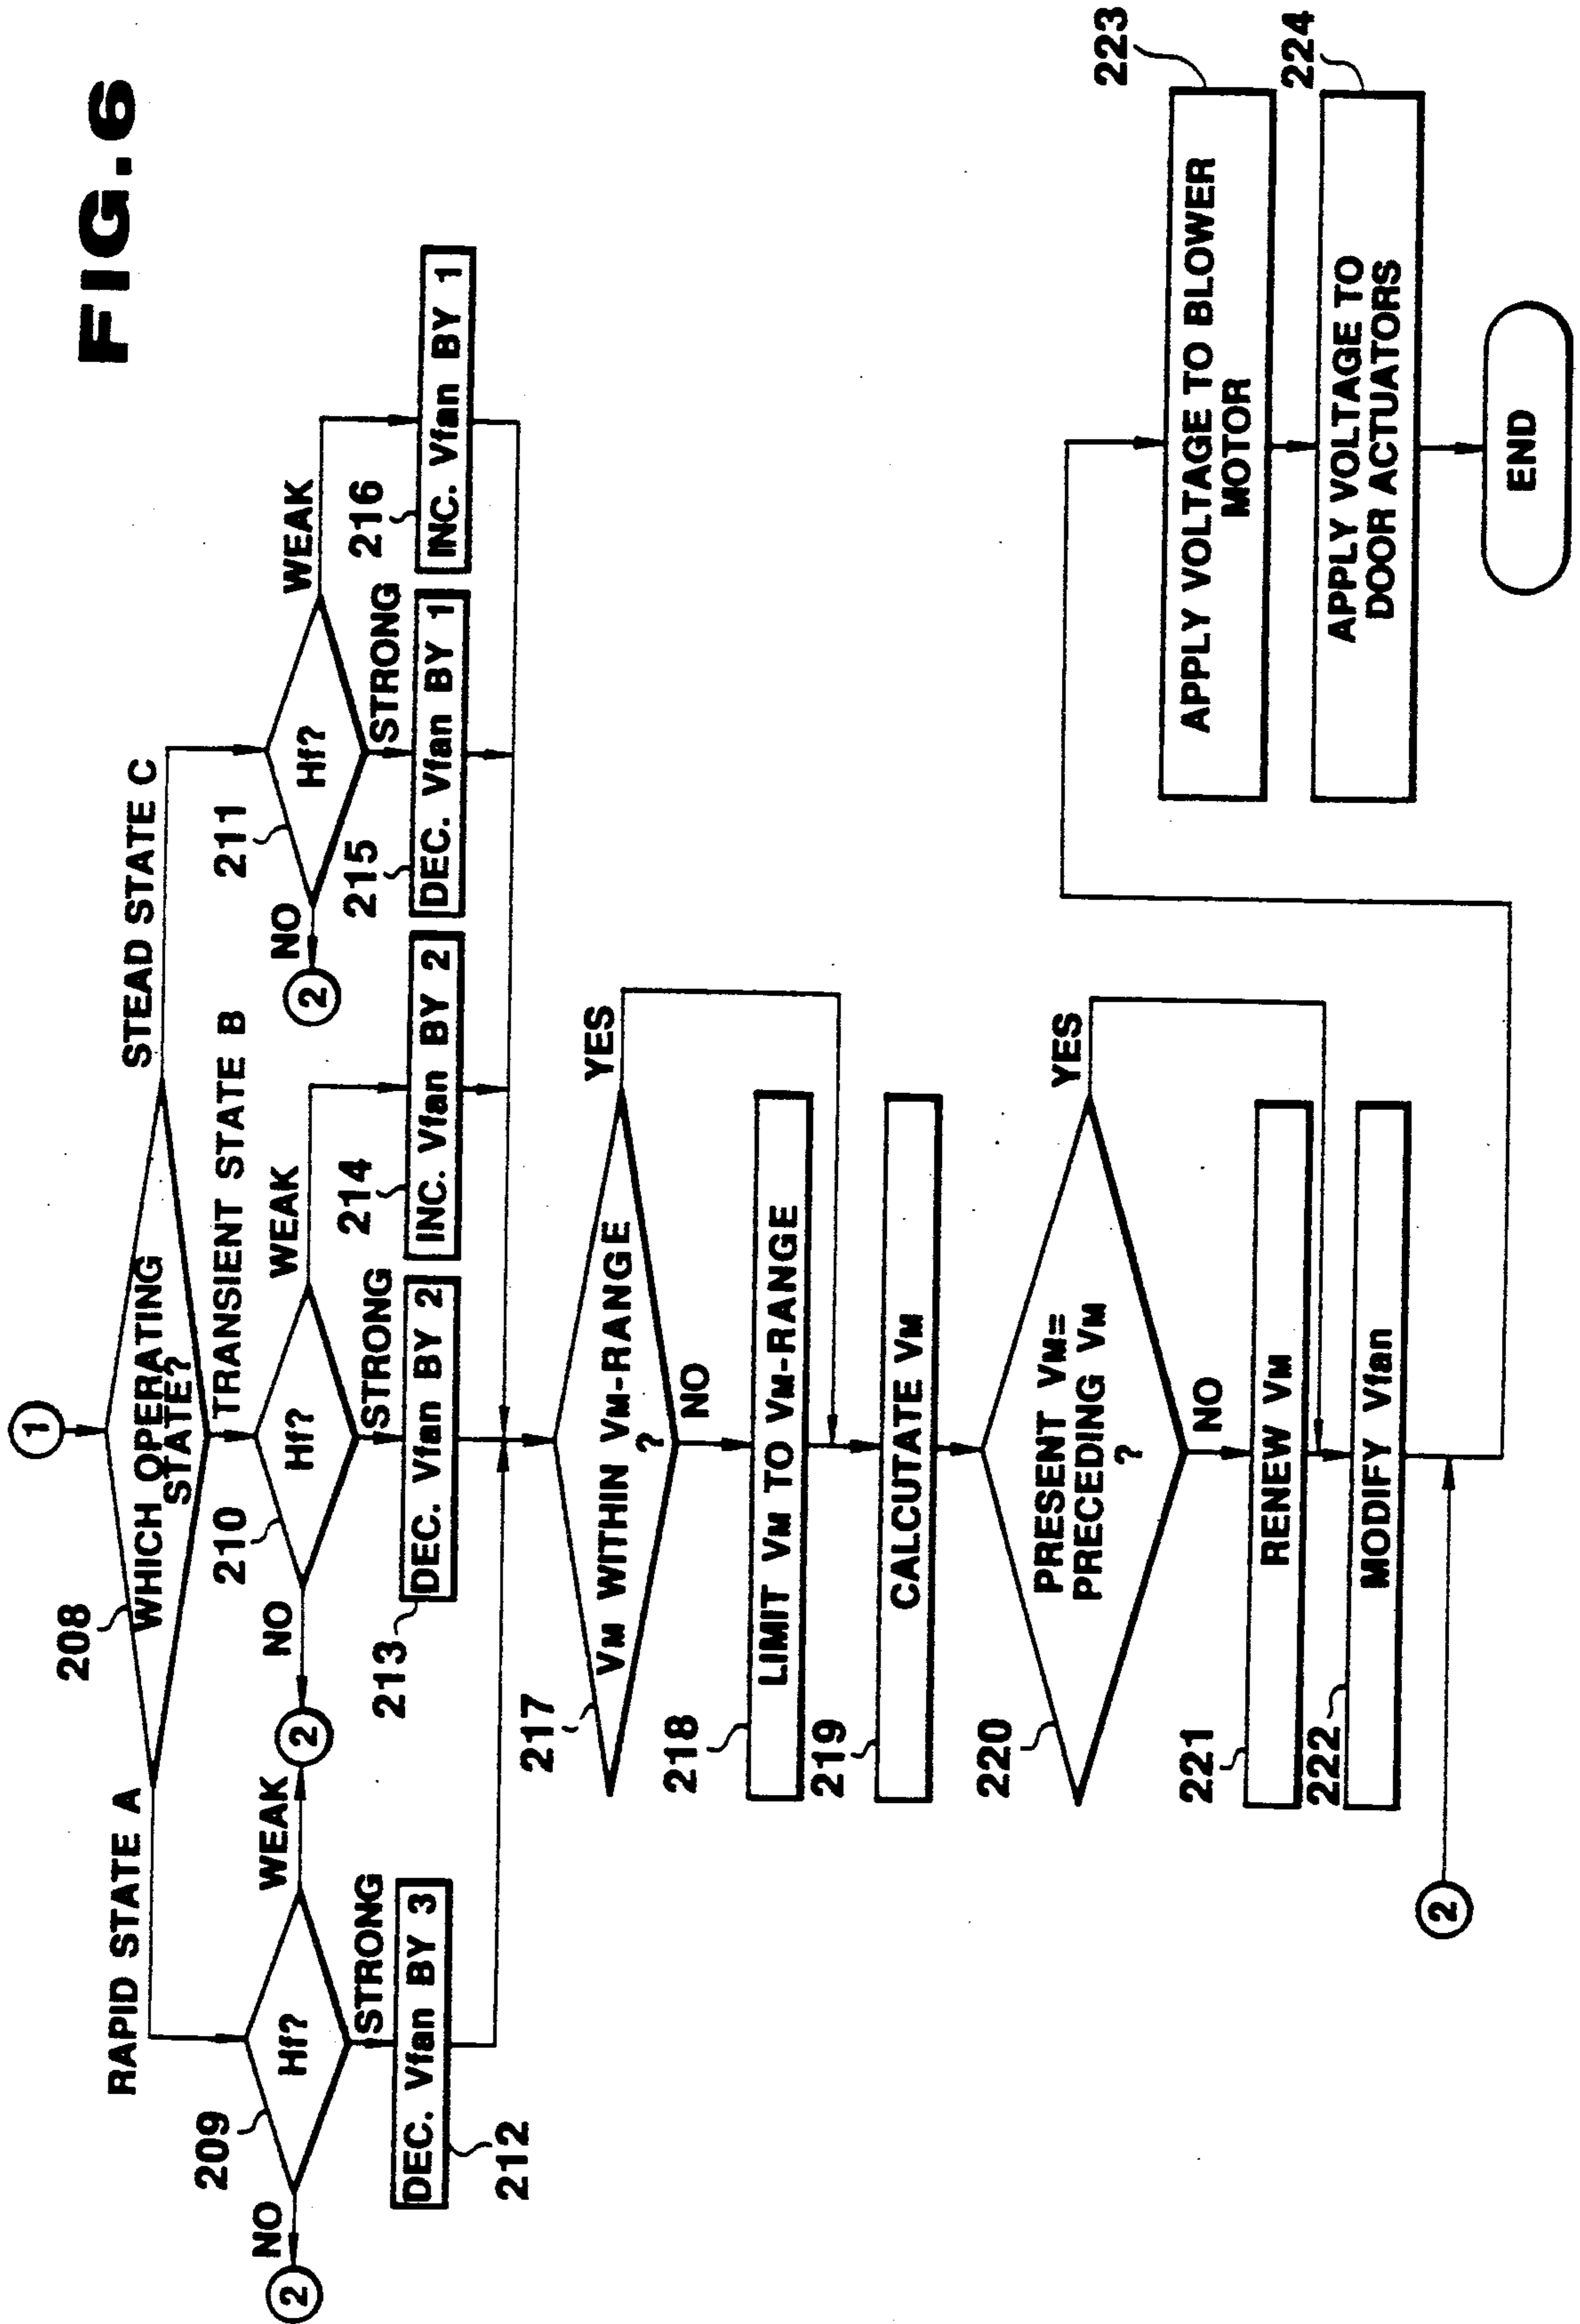 FIG.6
1
208
WHICH OPERATING
STATE?
RAPID STATE A
TRANSIENT STATE B
STEAD STATE C
209
Hf?
NO
2
WEAK
2
STRONG
212
DEC. Vfan BY 3
210
Hf?
NO
WEAK
STRONG
213
DEC. Vfan BY 2
214
INC. Vfan BY 2
211
Hf?
NO
2
WEAK
STRONG
215
DEC. Vfan BY 1
216
INC. Vfan BY 1
217
VM WITHIN VM-RANGE
?
YES
NO
218
LIMIT VM TO VM-RANGE
219
CALCUTATE VM
220
PRESENT VM=
PRECEDING VM
?
YES
NO
221
RENEW VM
222
MODIFY Vfan
2
223
APPLY VOLTAGE TO BLOWER
MOTOR
224
APPLY VOLTAGE TO
DOOR ACTUATORS
END